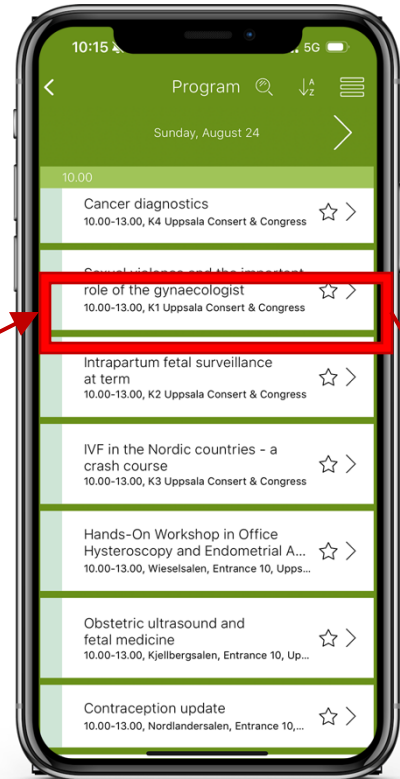 10:15
5G
Program
A
Z
Sunday, August 24
10.00
Cancer diagnostics
10.00-13.00, K4 Uppsala Consert & Congress
Sexual violence and the important
role of the gynaecologist
10.00-13.00, K1 Uppsala Consert & Congress
Intrapartum fetal surveillance
at term
10.00-13.00, K2 Uppsala Consert & Congress
IVF in the Nordic countries - a
crash course
10.00-13.00, K3 Uppsala Consert & Congress
Hands-On Workshop in Office
Hysteroscopy and Endometrial A...
10.00-13.00, Wieselsalen, Entrance 10, Upps...
Obstetric ultrasound and
fetal medicine
10.00-13.00, Kjellbergsalen, Entrance 10, Up...
Contraception update
10.00-13.00, Nordlandersalen, Entrance 10,...